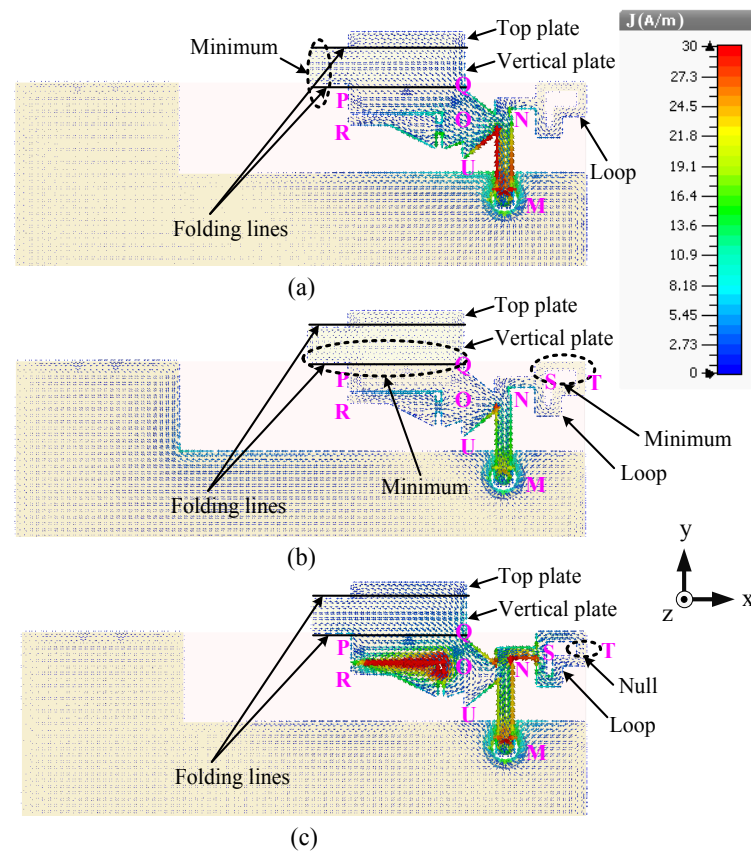 Top plate
Minimum
Vertical plate
Q
P
O
N
R
U
Loop
M
Folding lines
(a)
J(A/m)
30
27.3
24.5
21.8
19.1
16.4
13.6
10.9
8.18
5.45
2.73
0
Top plate
Vertical plate
Q
P
S
T
O
N
R
Minimum
U
Loop
M
Folding lines
Minimum
(b)
y
z
x
Top plate
Vertical plate
Q
S
T
R
O
N
Null
U
Loop
M
Folding lines
(c)